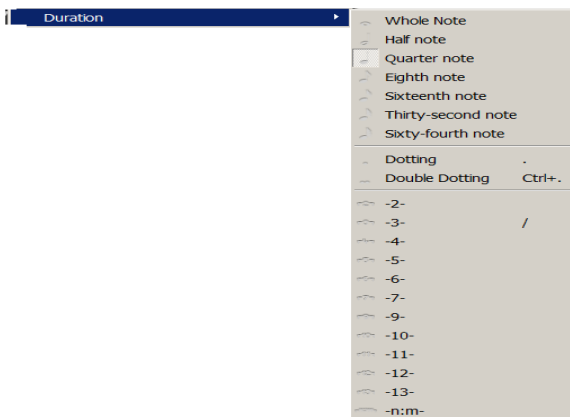 Duration
Whole Note
Half note
Quarter note
Eighth note
Sixteenth note
Thirty-second note
Sixty-fourth note
Dotting .
Double Dotting Ctrl+.
-2-
-3- /
-4-
-5-
-6-
-7-
-9-
-10-
-11-
-12-
-13-
-n:m-